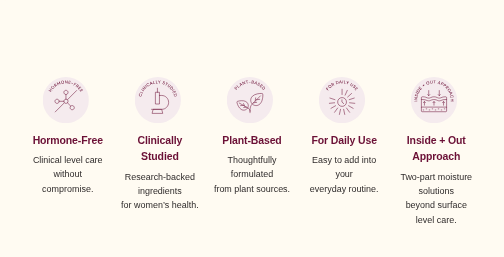 HORMONE-FREE
Hormone-Free
Clinical level care
without
compromise.
CLINICALLY STUDIED
Clinically
Studied
Research-backed
ingredients
for women's health.
PLANT-BASED
Plant-Based
Thoughtfully
formulated
from plant sources.
FOR DAILY USE
For Daily Use
Easy to add into
your
everyday routine.
INSIDE + OUT APPROACH
Inside + Out
Approach
Two-part moisture
solutions
beyond surface
level care.